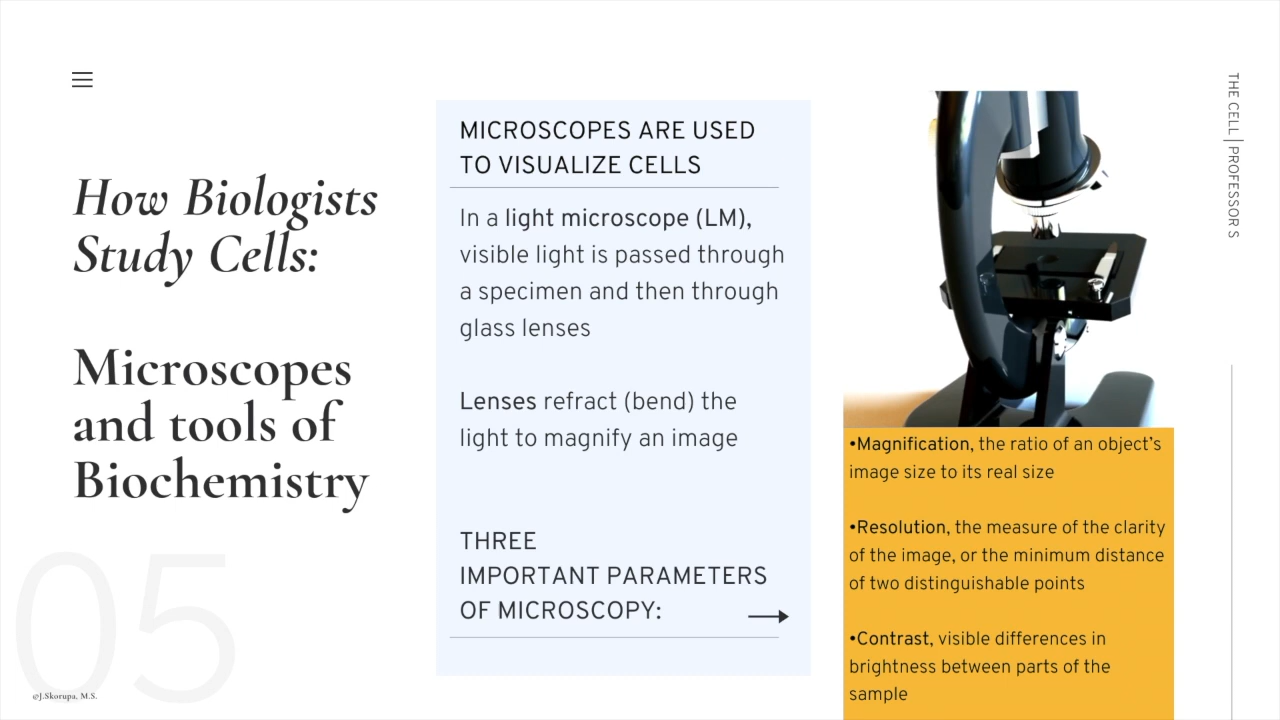 How Biologists
Study Cells:
Microscopes
and tools of
Biochemistry
05
@J.Skorupa, M.S.
MICROSCOPES ARE USED
TO VISUALIZE CELLS
In a light microscope (LM),
visible light is passed through
a specimen and then through
glass lenses
Lenses refract (bend) the
light to magnify an image
THREE
IMPORTANT PARAMETERS
OF MICROSCOPY:
•Magnification, the ratio of an object’s
image size to its real size
•Resolution, the measure of the clarity
of the image, or the minimum distance
of two distinguishable points
•Contrast, visible differences in
brightness between parts of the
sample
THE CELL | PROFESSOR S